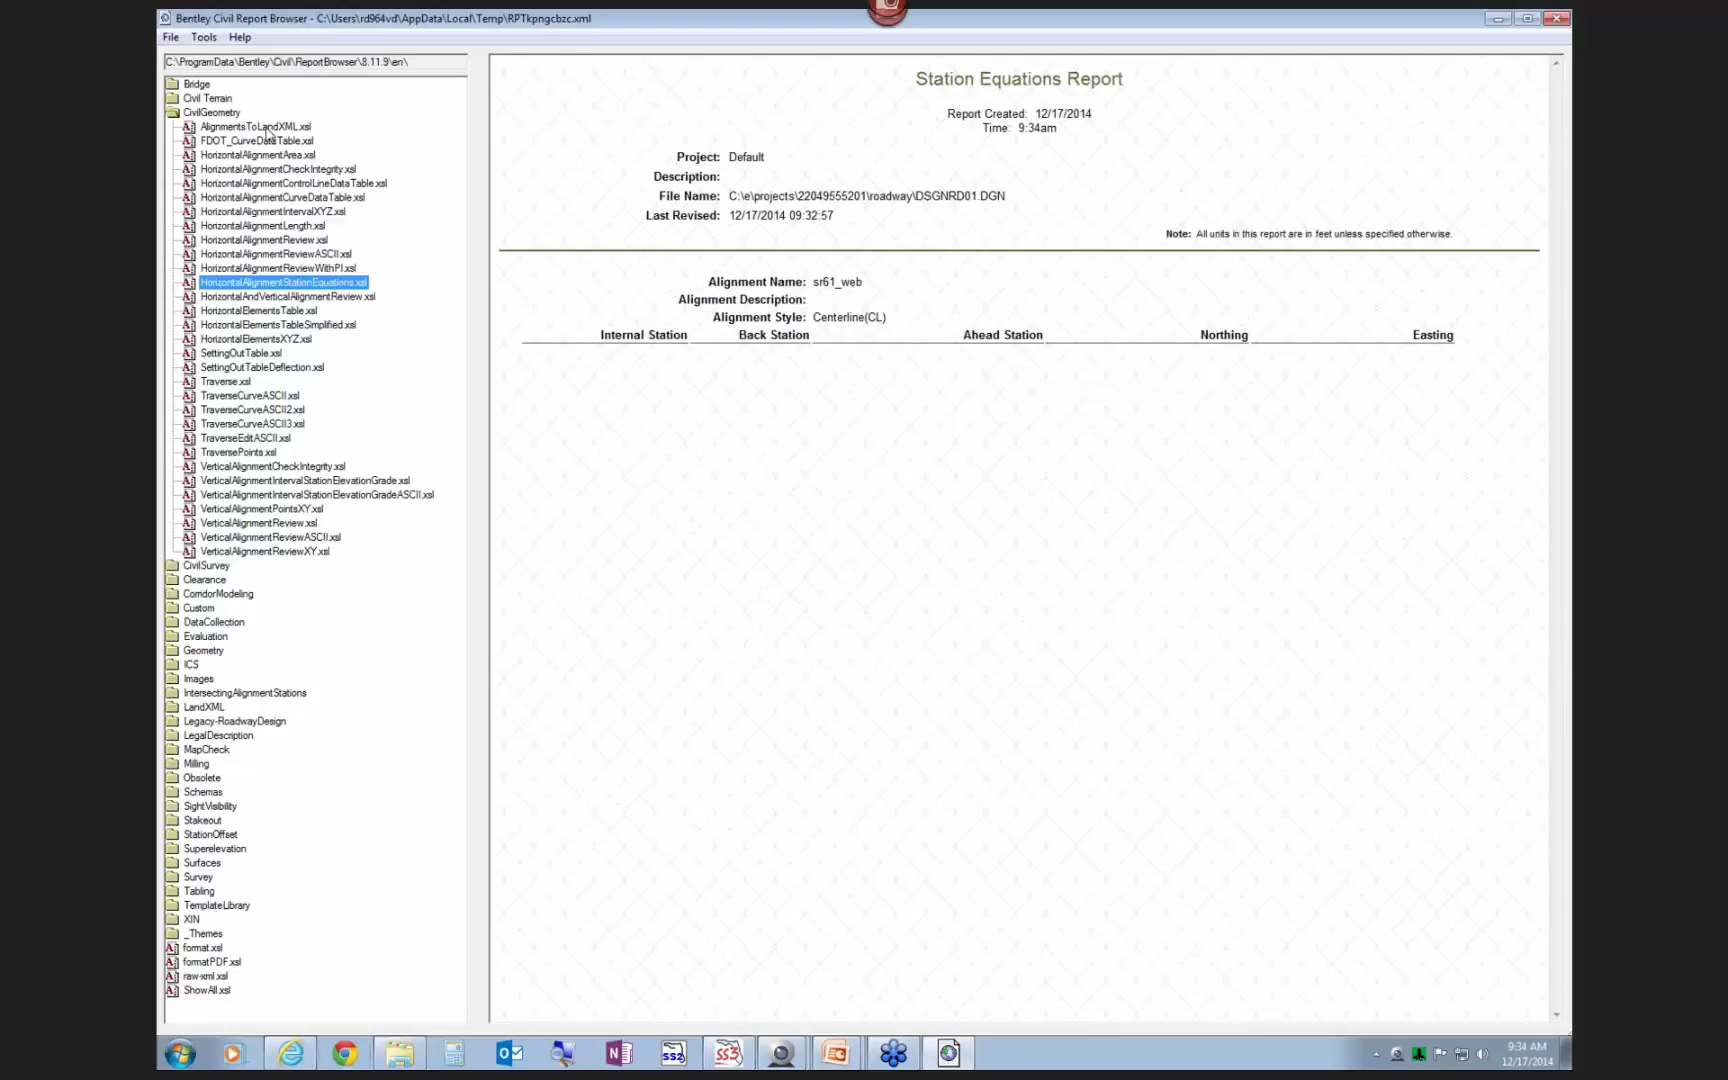 Bentley Civil Report Browser - C:\Users\rd964vd\AppData\Local\Temp\RPTkpngcbzc.xml
File Tools Help
C:\ProgramData\Bentley\Civil\ReportBrowser\8.11.9\en\
Bridge
Civil Terrain
CivilGeometry
AlignmentsToLandXML.xsl
FDOT_CurveDataTable.xsl
HorizontalAlignmentArea.xsl
HorizontalAlignmentCheckIntegrity.xsl
HorizontalAlignmentControlLineDataTable.xsl
HorizontalAlignmentCurveDataTable.xsl
HorizontalAlignmentIntervalXYZ.xsl
HorizontalAlignmentLength.xsl
HorizontalAlignmentReview.xsl
HorizontalAlignmentReviewASCII.xsl
HorizontalAlignmentReviewWithPI.xsl
HorizontalAlignmentStationEquations.xsl
HorizontalAndVerticalAlignmentReview.xsl
HorizontalElementsTable.xsl
HorizontalElementsTableSimplified.xsl
HorizontalElementsXYZ.xsl
SettingOutTable.xsl
SettingOutTableDeflection.xsl
Traverse.xsl
TraverseCurveASCII.xsl
TraverseCurveASCII2.xsl
TraverseCurveASCII3.xsl
TraverseEditASCII.xsl
TraversePoints.xsl
VerticalAlignmentCheckIntegrity.xsl
VerticalAlignmentIntervalStationElevationGrade.xsl
VerticalAlignmentIntervalStationElevationGradeASCII.xsl
VerticalAlignmentPointsXY.xsl
VerticalAlignmentReview.xsl
VerticalAlignmentReviewASCII.xsl
VerticalAlignmentReviewXY.xsl
CivilSurvey
Clearance
CorridorModeling
Custom
DataCollection
Evaluation
Geometry
ICS
Images
IntersectingAlignmentStations
LandXML
Legacy-RoadwayDesign
LegalDescription
MapCheck
Milling
Obsolete
Schemas
SightVisibility
Stakeout
StationOffset
Superelevation
Surfaces
Survey
Tabling
TemplateLibrary
XIN
_Themes
format.xsl
formatPDF.xsl
raw-xml.xsl
ShowAll.xsl
Station Equations Report
Report Created: 12/17/2014
Time: 9:34am
Project: Default
Description:
File Name: C:\e\projects\22049555201\roadway\DSGNRD01.DGN
Last Revised: 12/17/2014 09:32:57
Note: All units in this report are in feet unless specified otherwise.
Alignment Name: sr61_web
Alignment Description:
Alignment Style: Centerline(CL)
Internal Station Back Station Ahead Station Northing Easting
SS2
SS3
9:34 AM
12/17/2014